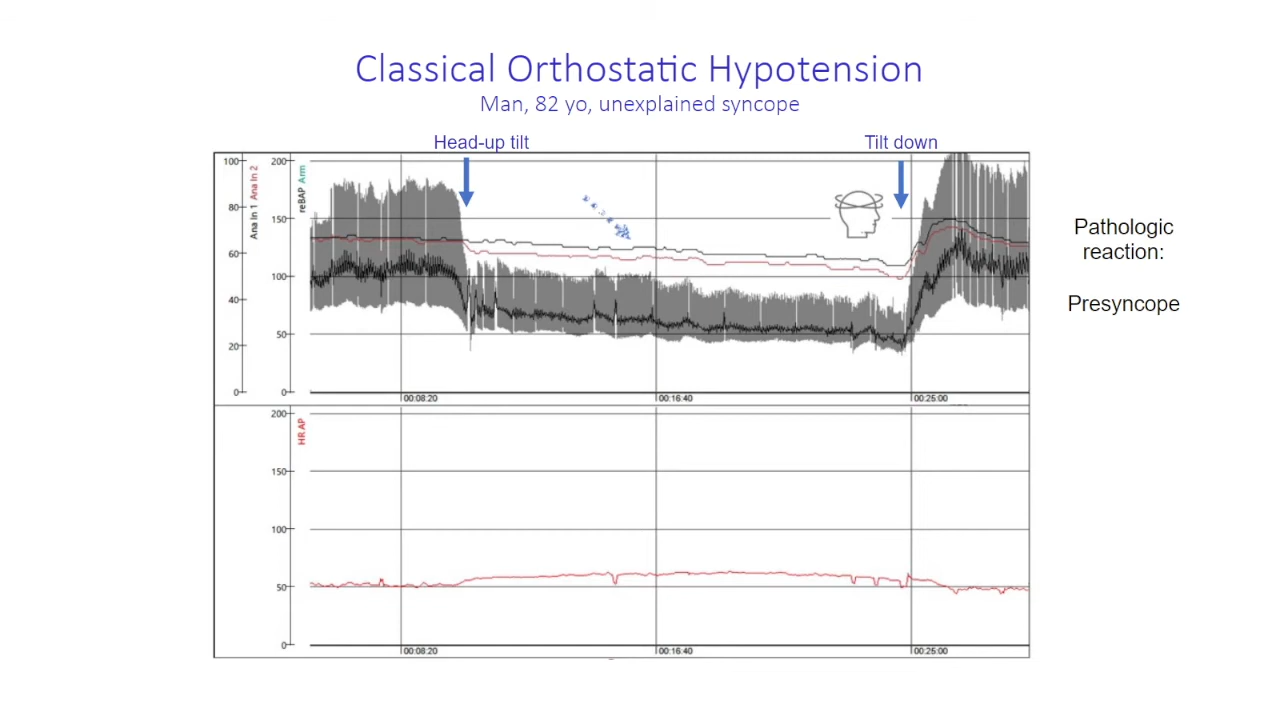 Classical Orthostatic Hypotension
Man, 82 yo, unexplained syncope
Head-up tilt
Tilt down
100
80
60
40
20
0
Ana In 1 Ana In 2
200
150
100
50
0
reBAP Arm
00:08:20
00:16:40
00:25:00
Pathologic
reaction:
Presyncope
200
150
100
50
0
HR AP
00:08:20
00:16:40
00:25:00